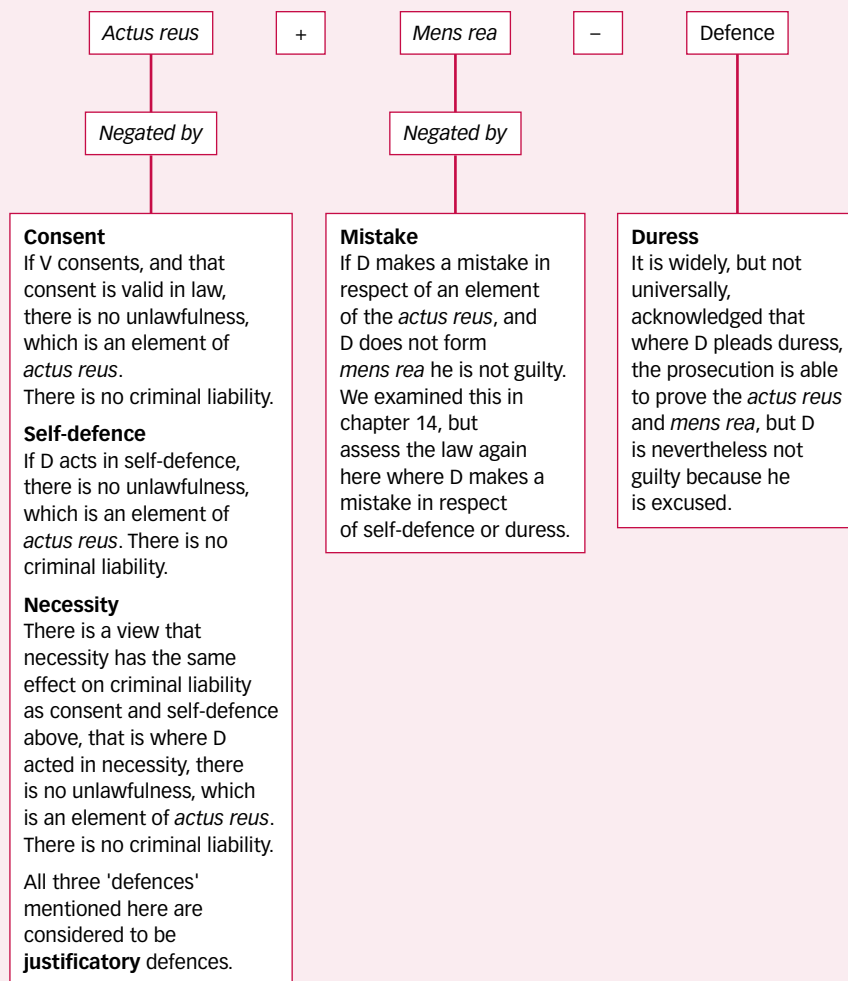 Actus reus
+
Mens rea
–
Defence
Negated by
Negated by
Consent
If V consents, and that
consent is valid in law,
there is no unlawfulness,
which is an element of
actus reus.
There is no criminal liability.
Self-defence
If D acts in self-defence,
there is no unlawfulness,
which is an element of
actus reus. There is no
criminal liability.
Necessity
There is a view that
necessity has the same
effect on criminal liability
as consent and self-defence
above, that is where D
acted in necessity, there
is no unlawfulness, which
is an element of actus reus.
There is no criminal liability.
All three 'defences'
mentioned here are
considered to be
justificatory defences.
Mistake
If D makes a mistake in
respect of an element
of the actus reus, and
D does not form
mens rea he is not guilty.
We examined this in
chapter 14, but
assess the law again
here where D makes a
mistake in respect
of self-defence or duress.
Duress
It is widely, but not
universally,
acknowledged that
where D pleads duress,
the prosecution is able
to prove the actus reus
and mens rea, but D
is nevertheless not
guilty because he
is excused.